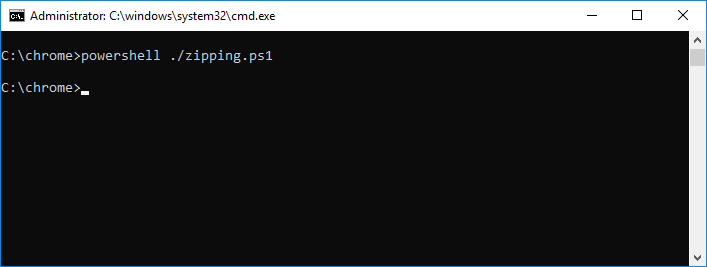 Administrator: C:\windows\system32\cmd.exe
C:\chrome>powershell ./zipping.ps1
C:\chrome>